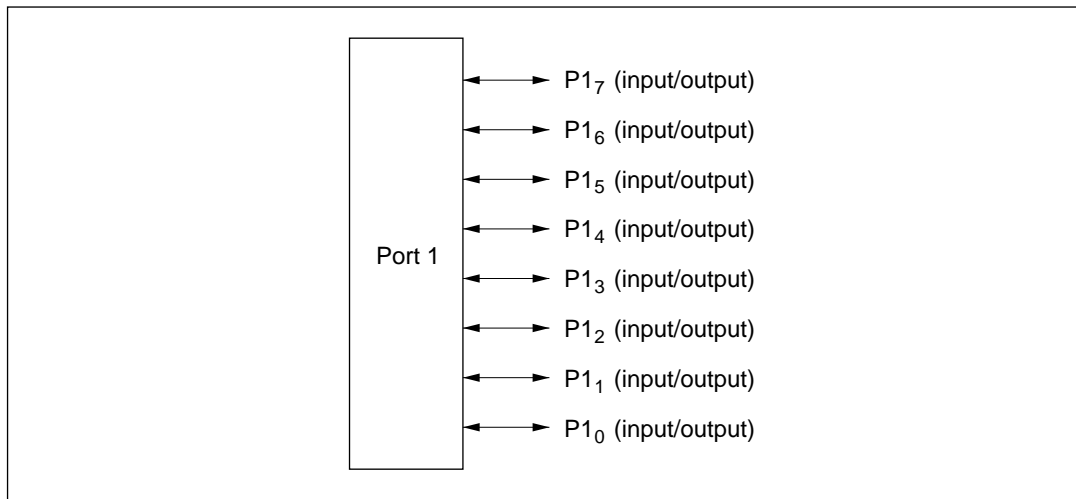 P1₇ (input/output)
P1₆ (input/output)
P1₅ (input/output)
P1₄ (input/output)
Port 1
P1₃ (input/output)
P1₂ (input/output)
P1₁ (input/output)
P1₀ (input/output)